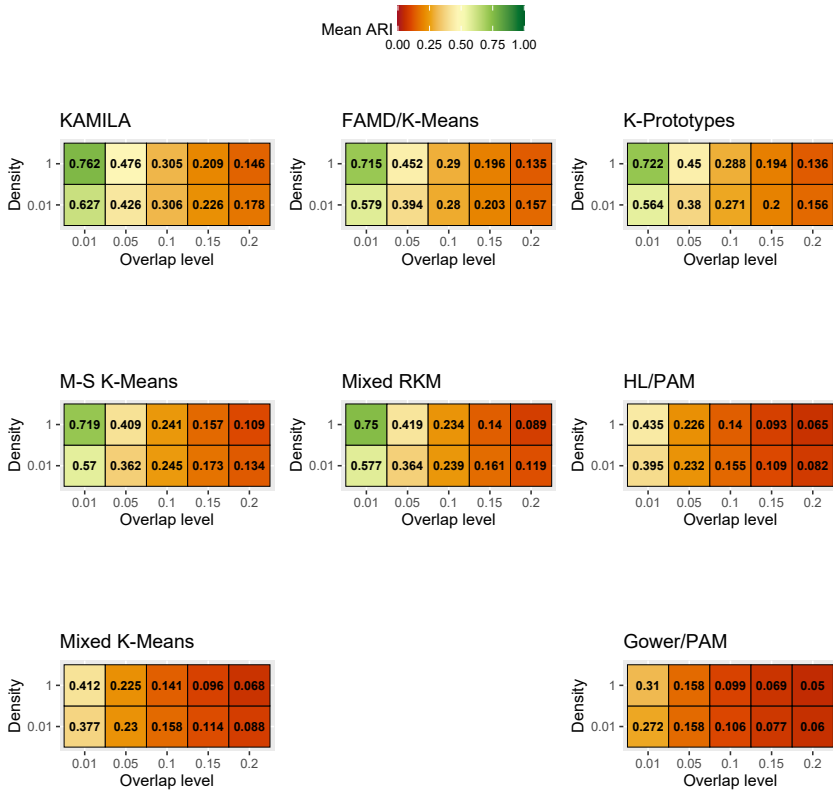 Mean ARI
0.00 0.25 0.50 0.75 1.00
KAMILA
Density
1
0.762 0.476 0.305 0.209 0.146
0.01
0.627 0.426 0.306 0.226 0.178
0.01 0.05 0.1 0.15 0.2
Overlap level
FAMD/K-Means
Density
1
0.715 0.452 0.29 0.196 0.135
0.01
0.579 0.394 0.28 0.203 0.157
0.01 0.05 0.1 0.15 0.2
Overlap level
K-Prototypes
Density
1
0.722 0.45 0.288 0.194 0.136
0.01
0.564 0.38 0.271 0.2 0.156
0.01 0.05 0.1 0.15 0.2
Overlap level
M-S K-Means
Density
1
0.719 0.409 0.241 0.157 0.109
0.01
0.57 0.362 0.245 0.173 0.134
0.01 0.05 0.1 0.15 0.2
Overlap level
Mixed RKM
Density
1
0.75 0.419 0.234 0.14 0.089
0.01
0.577 0.364 0.239 0.161 0.119
0.01 0.05 0.1 0.15 0.2
Overlap level
HL/PAM
Density
1
0.435 0.226 0.14 0.093 0.065
0.01
0.395 0.232 0.155 0.109 0.082
0.01 0.05 0.1 0.15 0.2
Overlap level
Mixed K-Means
Density
1
0.412 0.225 0.141 0.096 0.068
0.01
0.377 0.23 0.158 0.114 0.088
0.01 0.05 0.1 0.15 0.2
Overlap level
Gower/PAM
Density
1
0.31 0.158 0.099 0.069 0.05
0.01
0.272 0.158 0.106 0.077 0.06
0.01 0.05 0.1 0.15 0.2
Overlap level